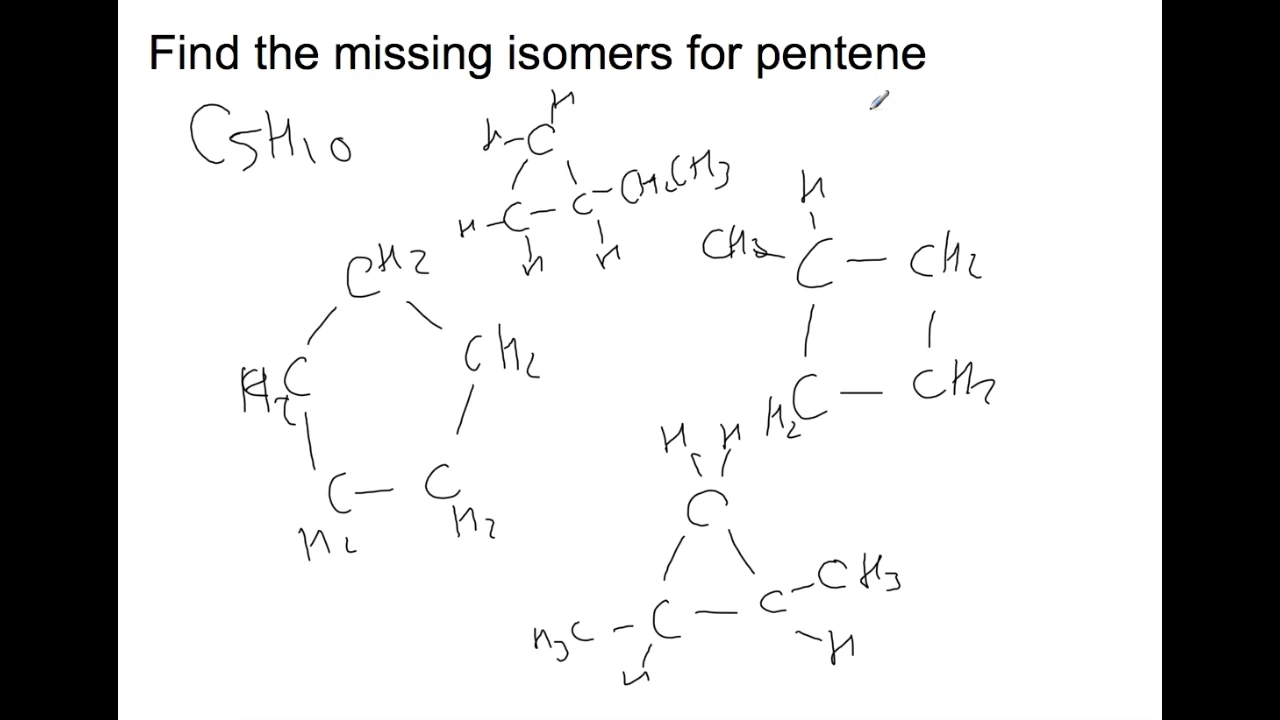 Find the missing isomers for pentene
C5H10
H
H-C
H-C-C-CH2CH3
H H
H
CH3-C-CH2
H2C-CH2
CH2
H2C CH2
C-C
H2 H2
H H
C
H3C-C-C-CH3
H H